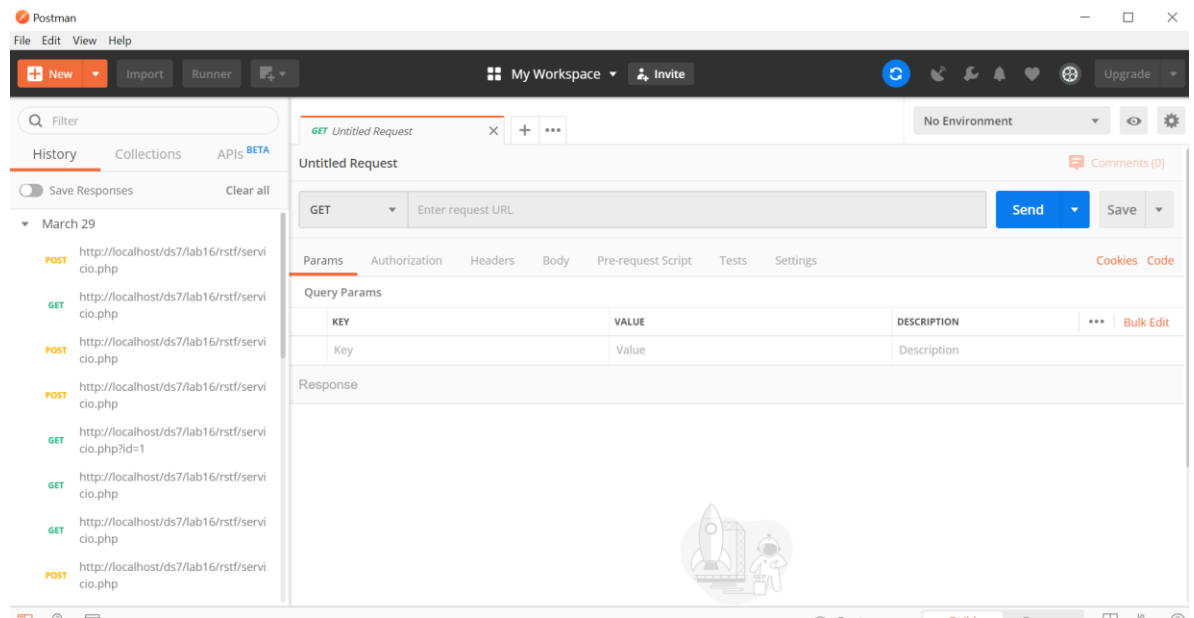 Postman
File Edit View Help
New
Import
Runner
My Workspace
Invite
Upgrade
Filter
History
Collections
APIs BETA
Save Responses
Clear all
March 29
POST http://localhost/ds7/lab16/rstf/servi
cio.php
GET http://localhost/ds7/lab16/rstf/servi
cio.php
POST http://localhost/ds7/lab16/rstf/servi
cio.php
POST http://localhost/ds7/lab16/rstf/servi
cio.php
GET http://localhost/ds7/lab16/rstf/servi
cio.php?id=1
GET http://localhost/ds7/lab16/rstf/servi
cio.php
GET http://localhost/ds7/lab16/rstf/servi
cio.php
POST http://localhost/ds7/lab16/rstf/servi
cio.php
GET Untitled Request
No Environment
Untitled Request
Comments (0)
GET
Enter request URL
Send
Save
Params
Authorization
Headers
Body
Pre-request Script
Tests
Settings
Cookies
Code
Query Params
KEY
VALUE
DESCRIPTION
Bulk Edit
Key
Value
Description
Response